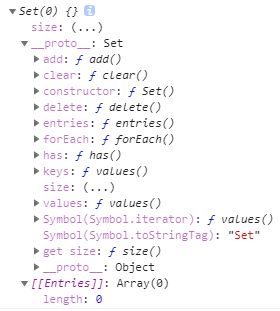 Set(0) {} i
size: (...)
__proto__: Set
add: ƒ add()
clear: ƒ clear()
constructor: ƒ Set()
delete: ƒ delete()
entries: ƒ entries()
forEach: ƒ forEach()
has: ƒ has()
keys: ƒ values()
size: (...)
values: ƒ values()
Symbol(Symbol.iterator): ƒ values()
Symbol(Symbol.toStringTag): "Set"
get size: ƒ size()
__proto__: Object
[[Entries]]: Array(0)
length: 0